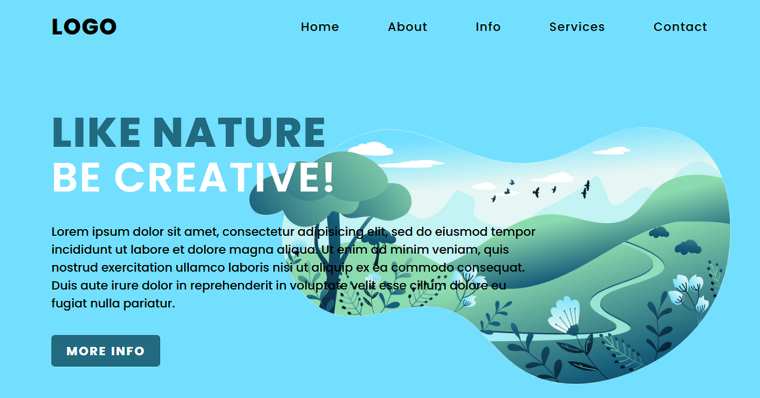 LOGO
Home About Info Services Contact
LIKE NATURE
BE CREATIVE!
Lorem ipsum dolor sit amet, consectetur adipisicing elit, sed do eiusmod tempor
incididunt ut labore et dolore magna aliqua. Ut enim ad minim veniam, quis
nostrud exercitation ullamco laboris nisi ut aliquip ex ea commodo consequat.
Duis aute irure dolor in reprehenderit in voluptate velit esse cillum dolore eu
fugiat nulla pariatur.
MORE INFO